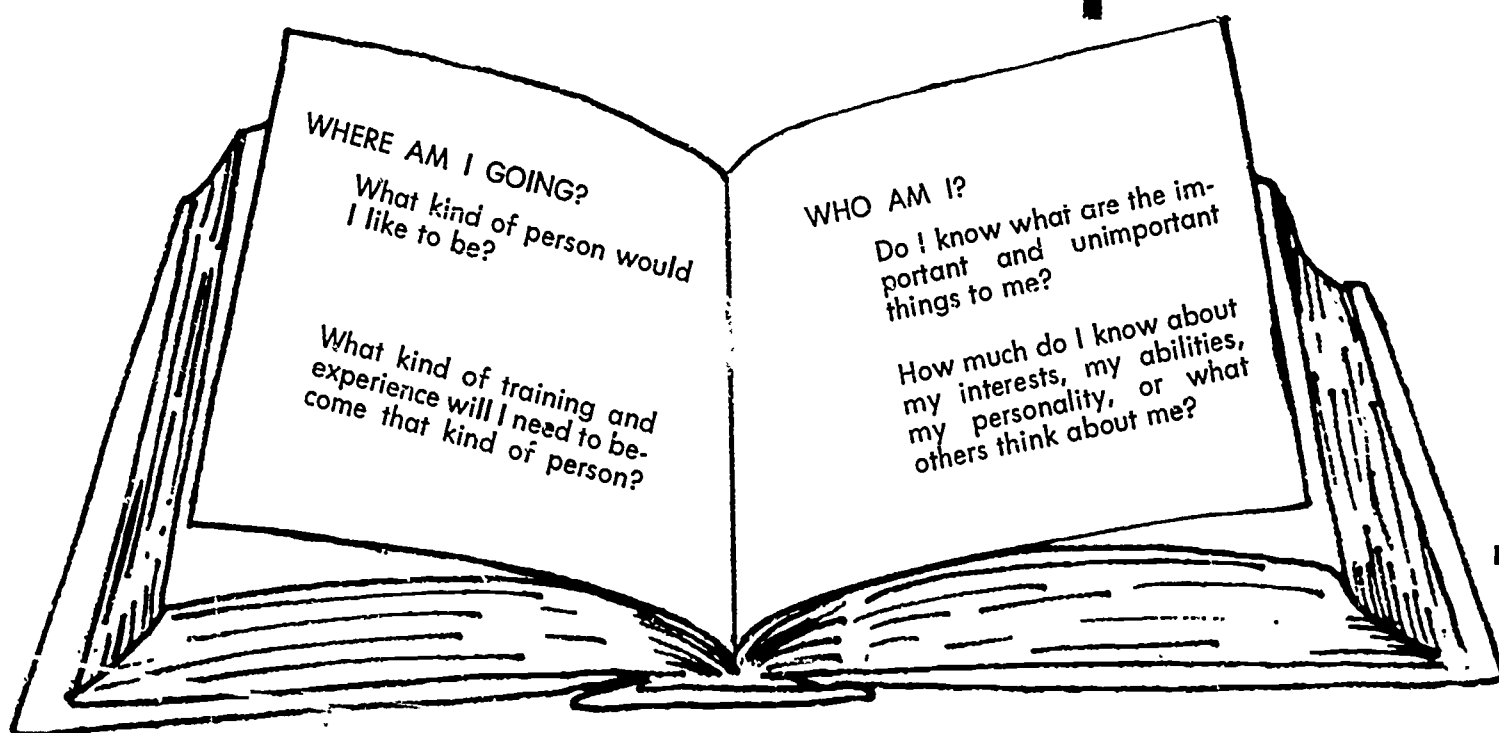 WHERE AM I GOING?
What kind of person would
I like to be?
What kind of training and
experience will I need to be-
come that kind of person?
WHO AM I?
Do I know what are the im-
portant and unimportant
things to me?
How much do I know about
my interests, my abilities,
my personality, or what
others think about me?